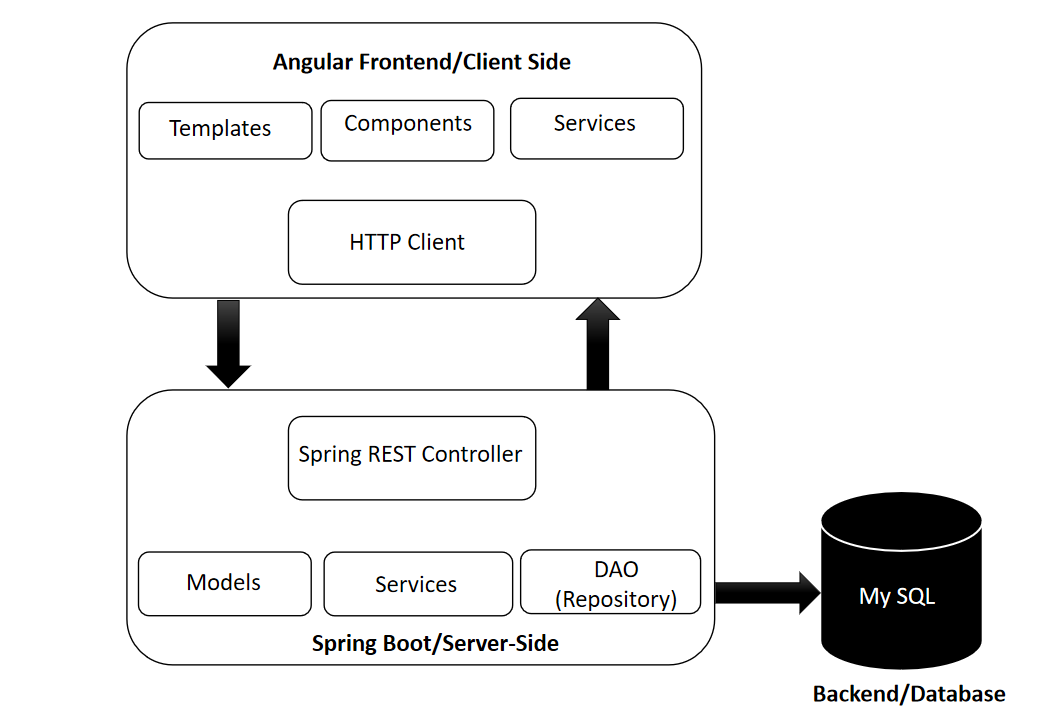 Angular Frontend/Client Side
Templates
Components
Services
HTTP Client
Spring REST Controller
Models
Services
DAO
(Repository)
Spring Boot/Server-Side
My SQL
Backend/Database